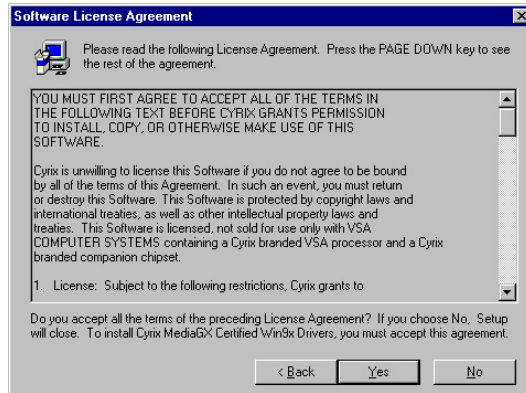 Software License Agreement
Please read the following License Agreement. Press the PAGE DOWN key to see
the rest of the agreement.
YOU MUST FIRST AGREE TO ACCEPT ALL OF THE TERMS IN
THE FOLLOWING TEXT BEFORE CYRIX GRANTS PERMISSION
TO INSTALL, COPY, OR OTHERWISE MAKE USE OF THIS
SOFTWARE.
Cyrix is unwilling to license this Software if you do not agree to be bound
by all of the terms of this Agreement. In such an event, you must return
or destroy this Software. This Software is protected by copyright laws and
international treaties, as well as other intellectual property laws and
treaties. This Software is licensed, not sold for use only with VSA
COMPUTER SYSTEMS containing a Cyrix branded VSA processor and a Cyrix
branded companion chipset.
1. License: Subject to the following restrictions, Cyrix grants to
Do you accept all the terms of the preceding License Agreement? If you choose No, Setup
will close. To install Cyrix MediaGX Certified Win9x Drivers, you must accept this agreement.
< Back
Yes
No